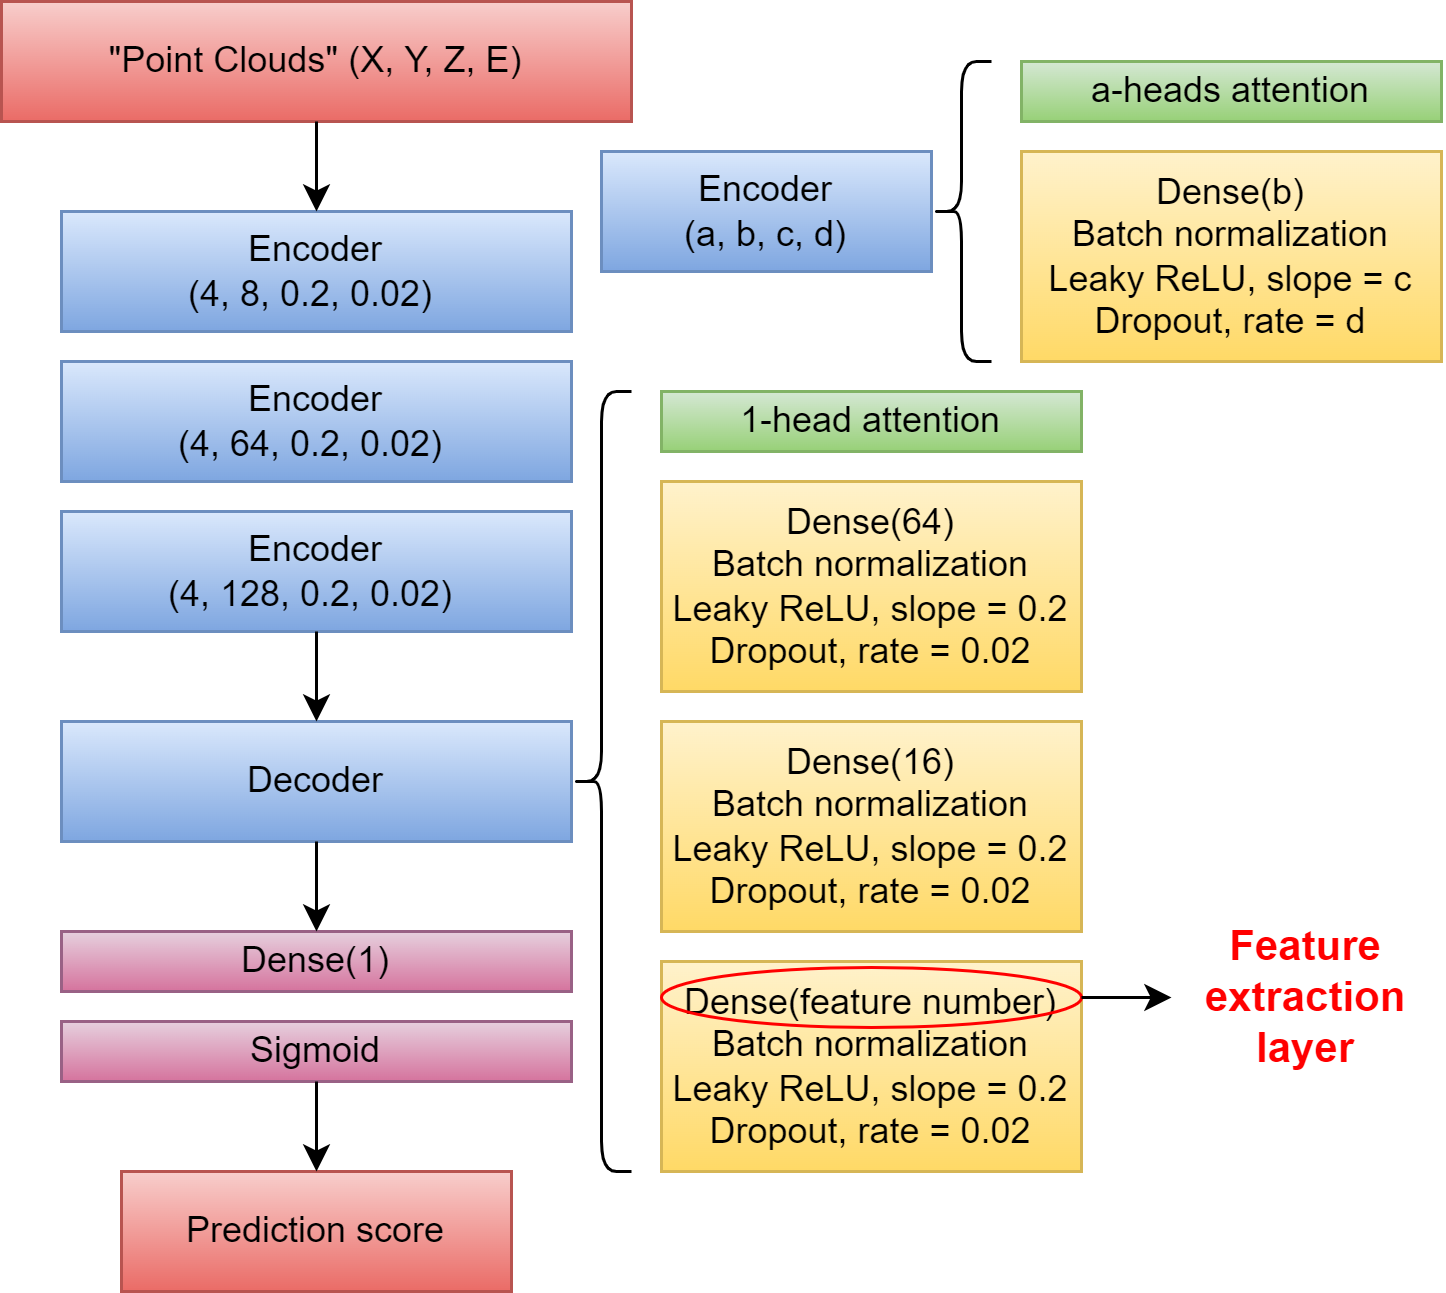 "Point Clouds" (X, Y, Z, E)
Encoder
(4, 8, 0.2, 0.02)
Encoder
(4, 64, 0.2, 0.02)
Encoder
(4, 128, 0.2, 0.02)
Decoder
Dense(1)
Sigmoid
Prediction score
Encoder
(a, b, c, d)
a-heads attention
Dense(b)
Batch normalization
Leaky ReLU, slope = c
Dropout, rate = d
1-head attention
Dense(64)
Batch normalization
Leaky ReLU, slope = 0.2
Dropout, rate = 0.02
Dense(16)
Batch normalization
Leaky ReLU, slope = 0.2
Dropout, rate = 0.02
Dense(feature number)
Batch normalization
Leaky ReLU, slope = 0.2
Dropout, rate = 0.02
Feature
extraction
layer